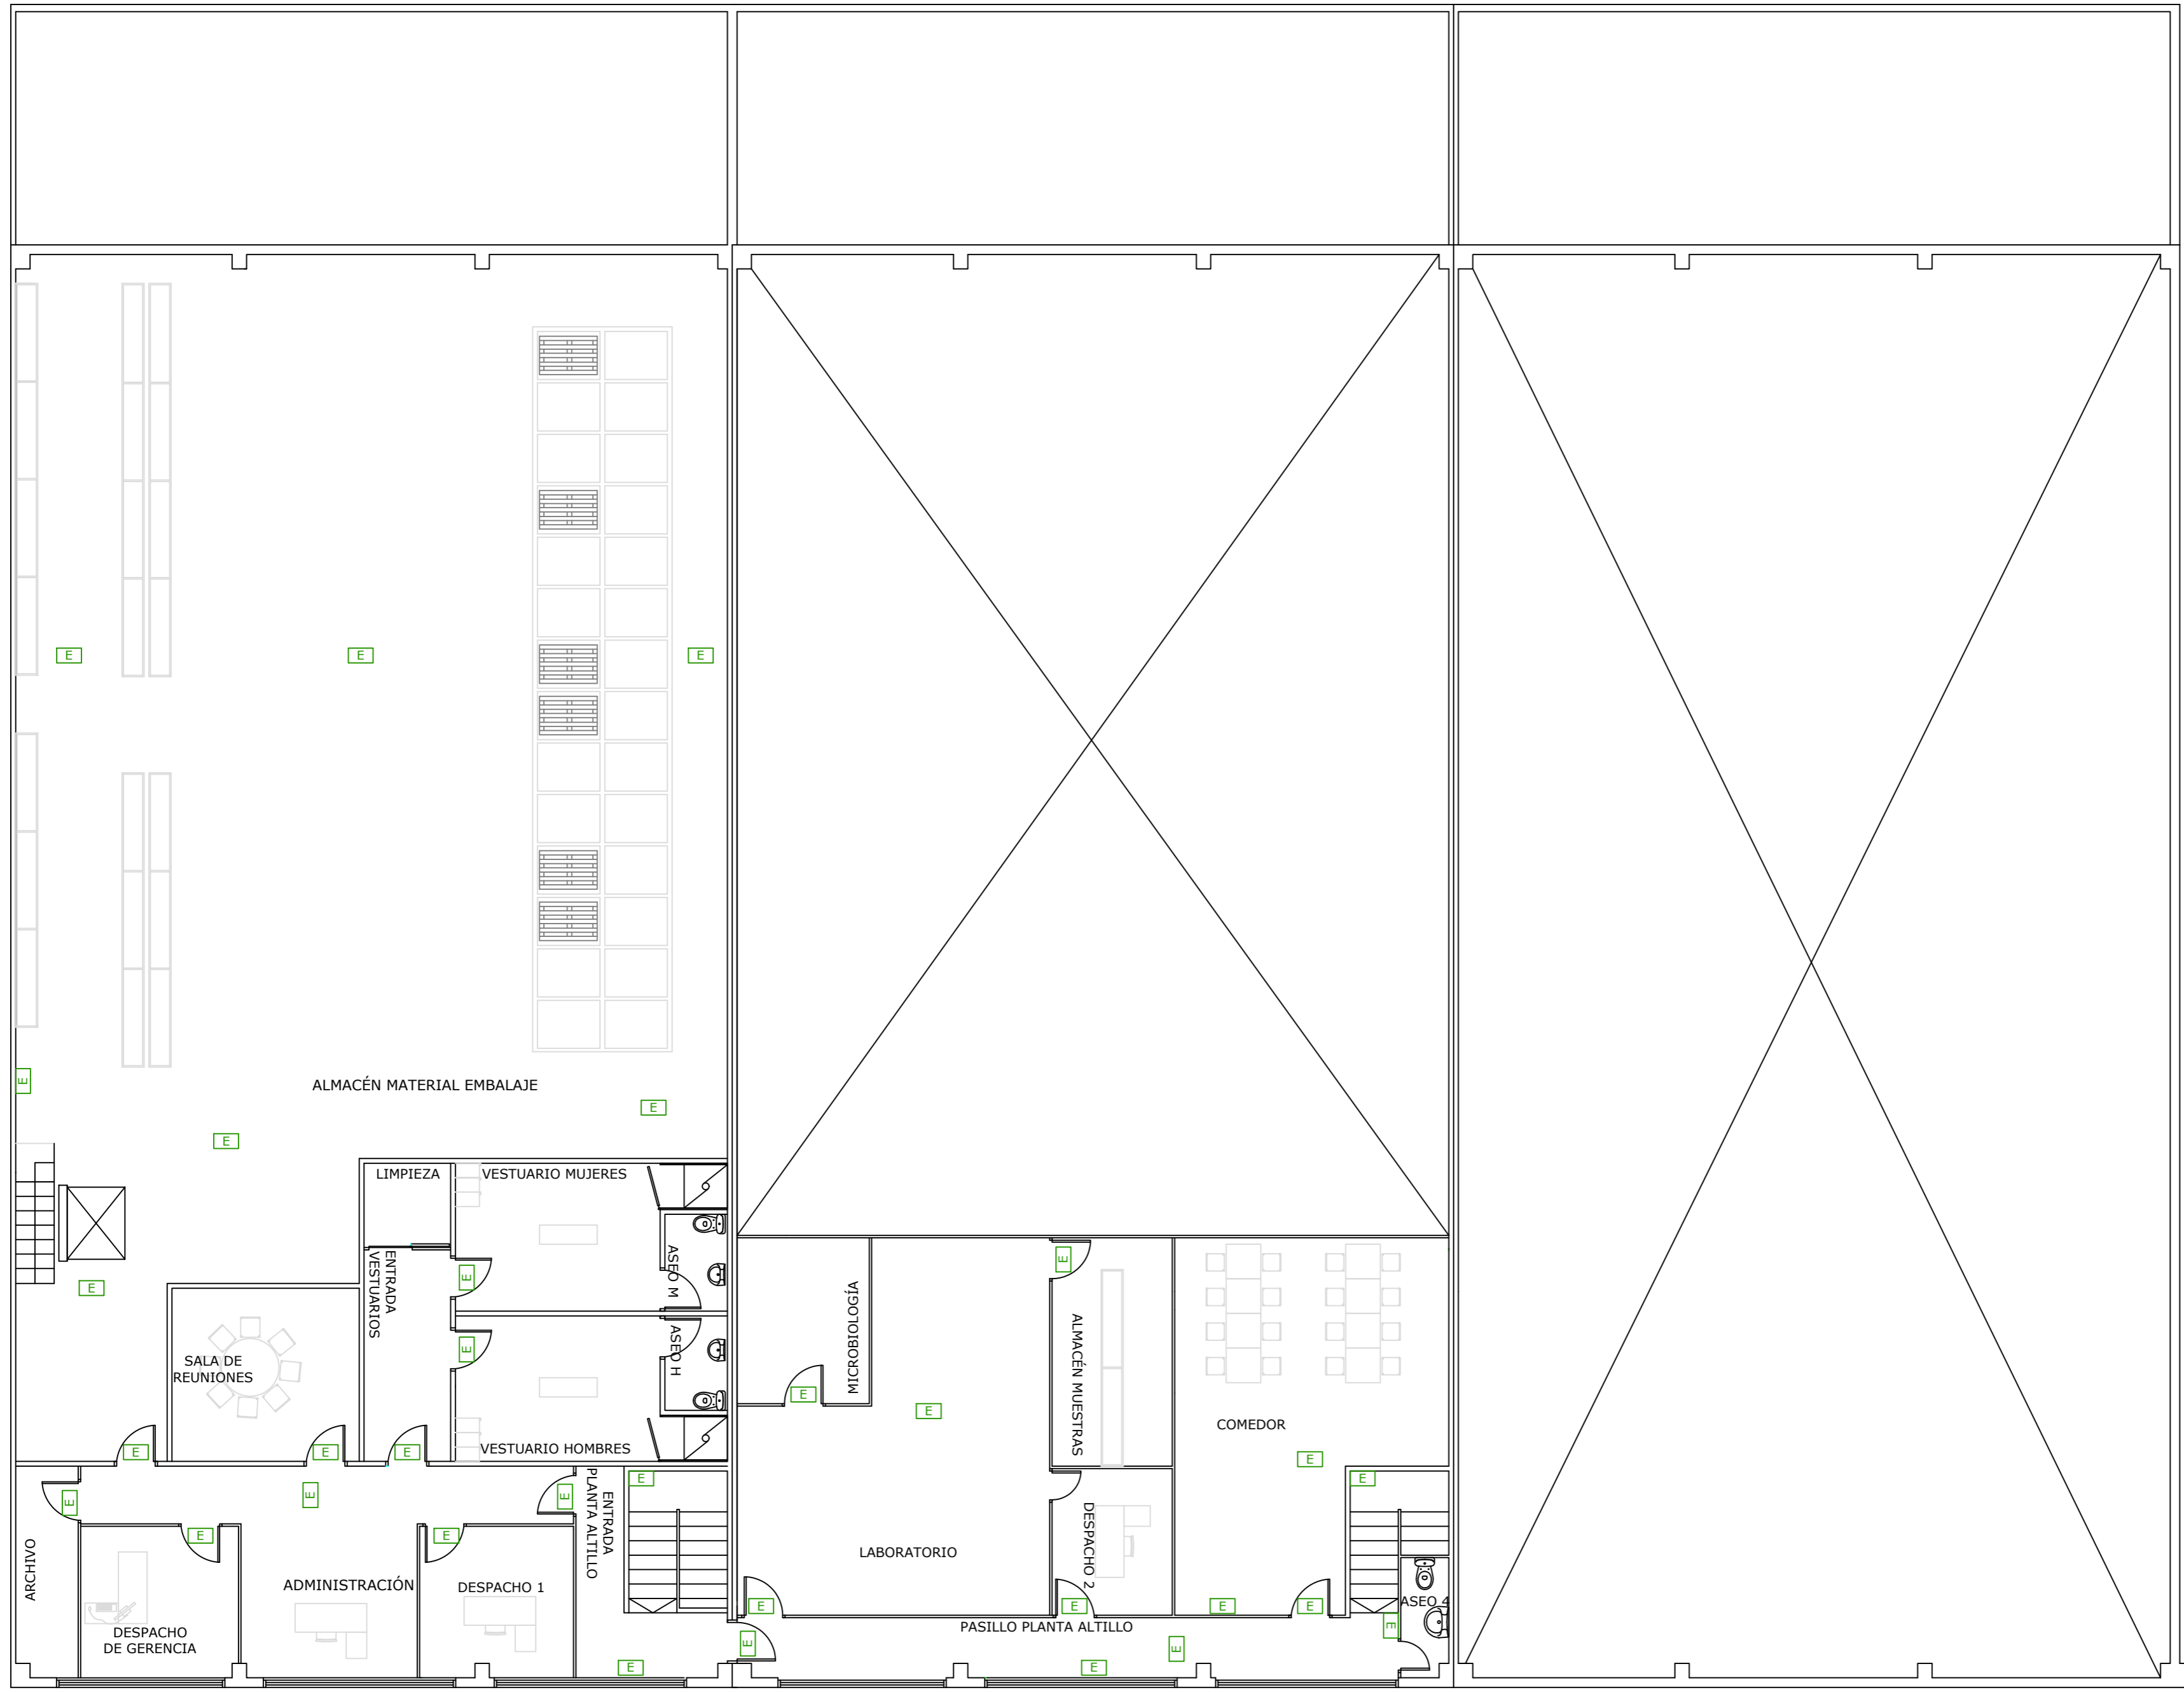 E
E
E
E
ALMACÉN MATERIAL EMBALAJE
E
E
LIMPIEZA
VESTUARIO MUJERES
ENTRADA
VESTUARIOS
E
ASEO M
E
E
ASEO H
SALA DE
REUNIONES
VESTUARIO HOMBRES
E
E
E
MICROBIOLOGÍA
E
E
E
ALMACÉN MUESTRAS
COMEDOR
E
E
E
E
E
E
E
ENTRADA
PLANTA ALTILLO
E
E
ARCHIVO
ADMINISTRACIÓN
DESPACHO 1
DESPACHO
DE GERENCIA
LABORATORIO
DESPACHO 2
E
E
E
E
ASEO 4
PASILLO PLANTA ALTILLO
E
E
E
E
E